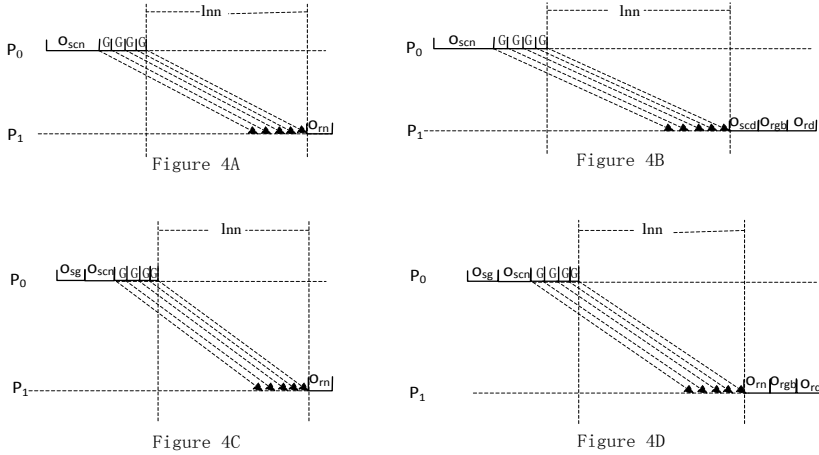 lnn
P0 Oscn G G G G
P1 Orn
Figure 4A
lnn
P0 Oscn G G G G
P1 Oscd Orgb Ord
Figure 4B
lnn
P0 Osg Oscn G G G G
P1 Orn
Figure 4C
lnn
P0 Osg Oscn G G G G
P1 Orn Orgb Ord
Figure 4D